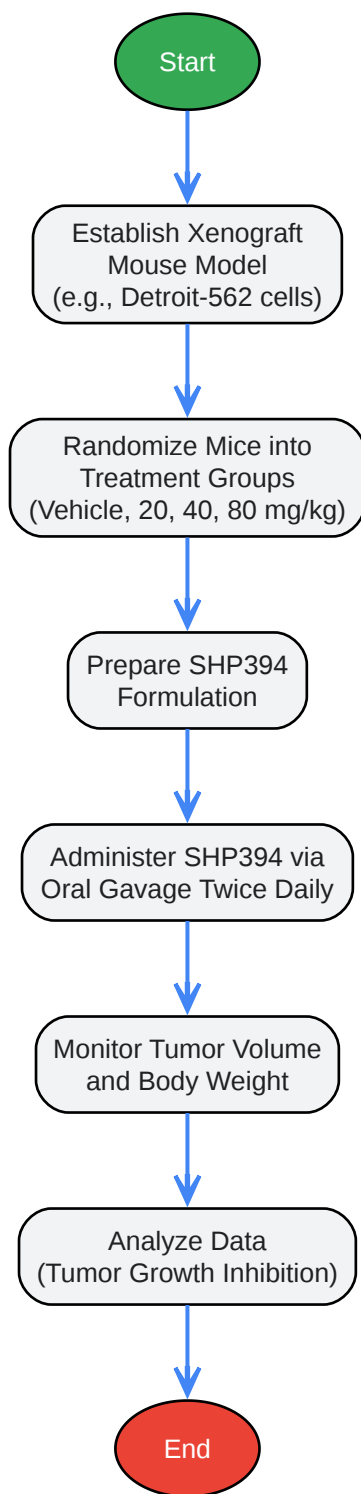 Start
Establish Xenograft
Mouse Model
(e.g., Detroit-562 cells)
Randomize Mice into
Treatment Groups
(Vehicle, 20, 40, 80 mg/kg)
Prepare SHP394
Formulation
Administer SHP394 via
Oral Gavage Twice Daily
Monitor Tumor Volume
and Body Weight
Analyze Data
(Tumor Growth Inhibition)
End